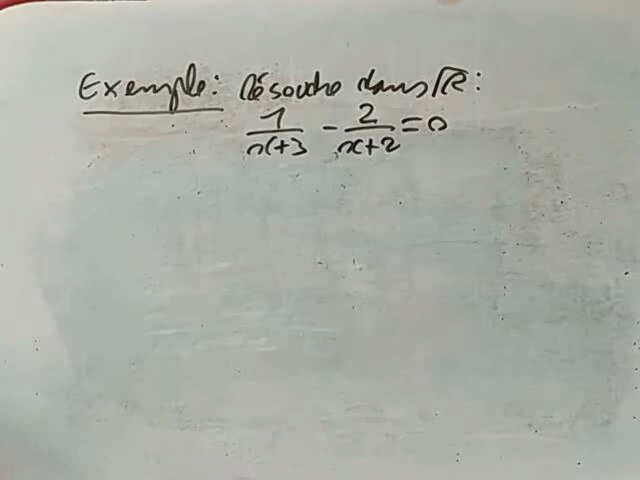 Exemple: Résoudre dans ℝ:
1/(x+3) - 2/(x+2) = 0